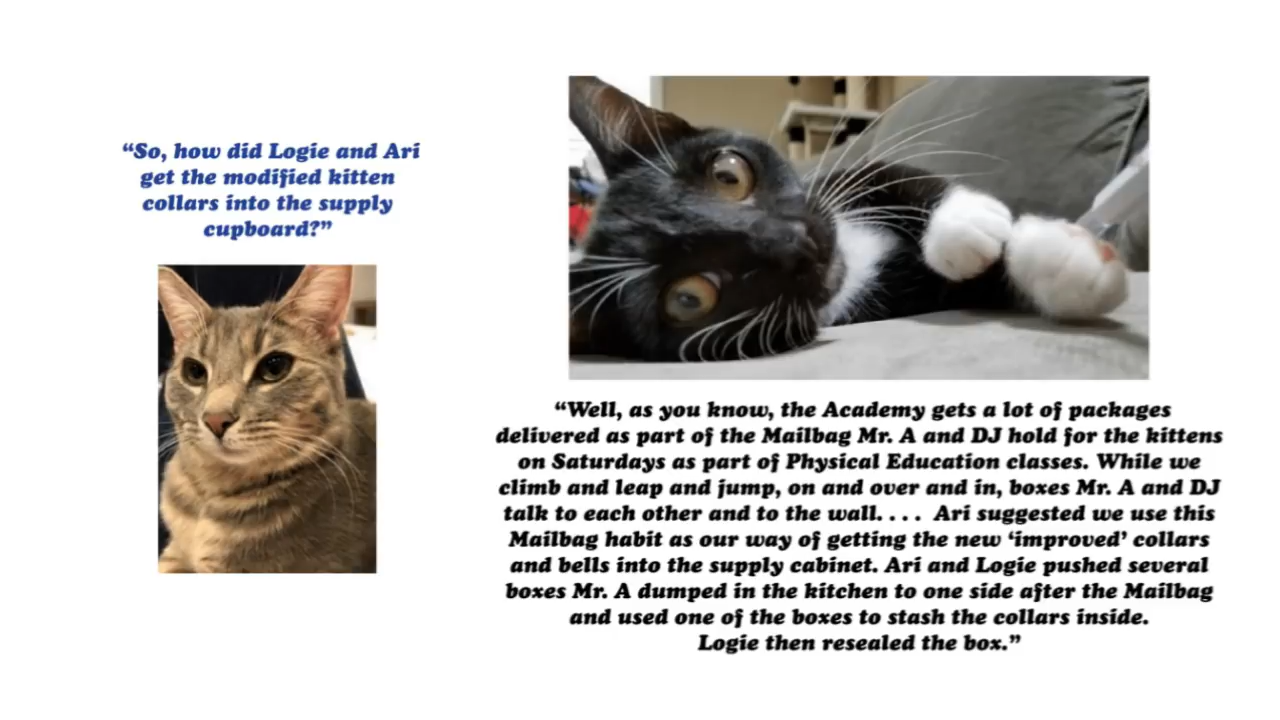 “So, how did Logie and Ari
get the modified kitten
collars into the supply
cupboard?”
“Well, as you know, the Academy gets a lot of packages
delivered as part of the Mailbag Mr. A and DJ hold for the kittens
on Saturdays as part of Physical Education classes. While we
climb and leap and jump, on and over and in, boxes Mr. A and DJ
talk to each other and to the wall. . . .  Ari suggested we use this
Mailbag habit as our way of getting the new ‘improved’ collars
and bells into the supply cabinet. Ari and Logie pushed several
boxes Mr. A dumped in the kitchen to one side after the Mailbag
and used one of the boxes to stash the collars inside.
Logie then resealed the box.”